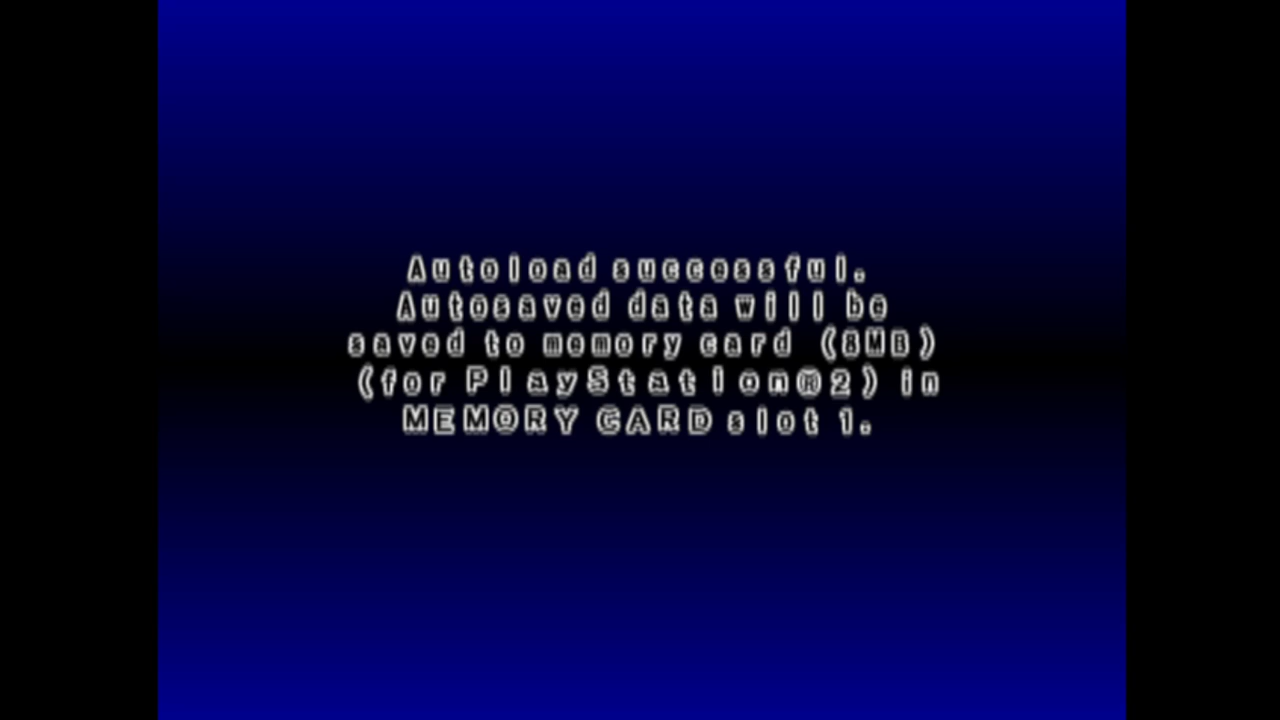 Autoload successful.
Autosaved data will be
saved to memory card (8MB)
(for PlayStation®2) in
MEMORY CARD slot 1.